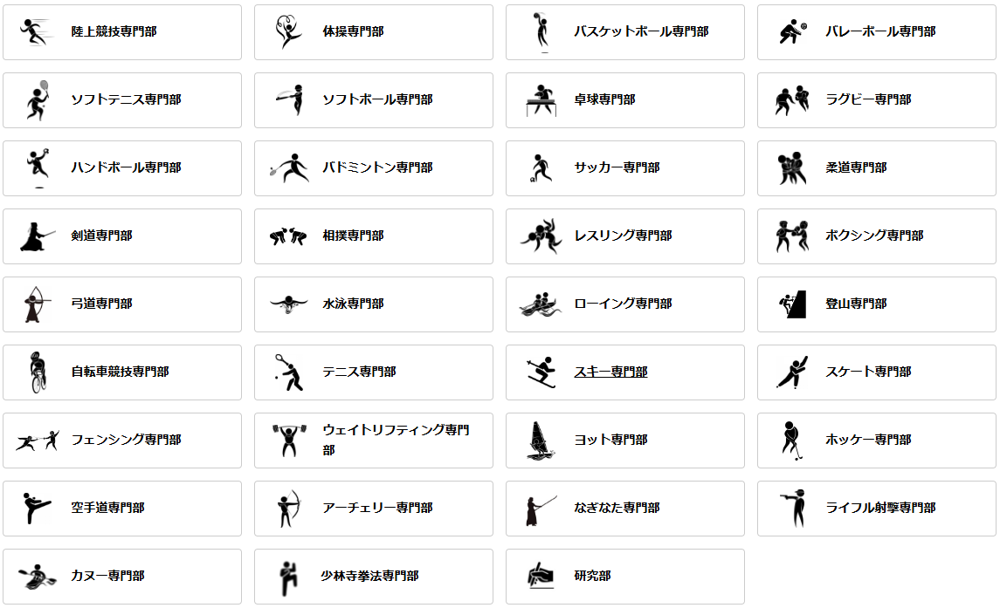 陸上競技専門部
体操専門部
バスケットボール専門部
バレーボール専門部
ソフトテニス専門部
ソフトボール専門部
卓球専門部
ラグビー専門部
ハンドボール専門部
バドミントン専門部
サッカー専門部
柔道専門部
剣道専門部
相撲専門部
レスリング専門部
ボクシング専門部
弓道専門部
水泳専門部
ローイング専門部
登山専門部
自転車競技専門部
テニス専門部
スキー専門部
スケート専門部
フェンシング専門部
ウェイトリフティング専門
部
ヨット専門部
ホッケー専門部
空手道専門部
アーチェリー専門部
なぎなた専門部
ライフル射撃専門部
カヌー専門部
少林寺拳法専門部
研究部